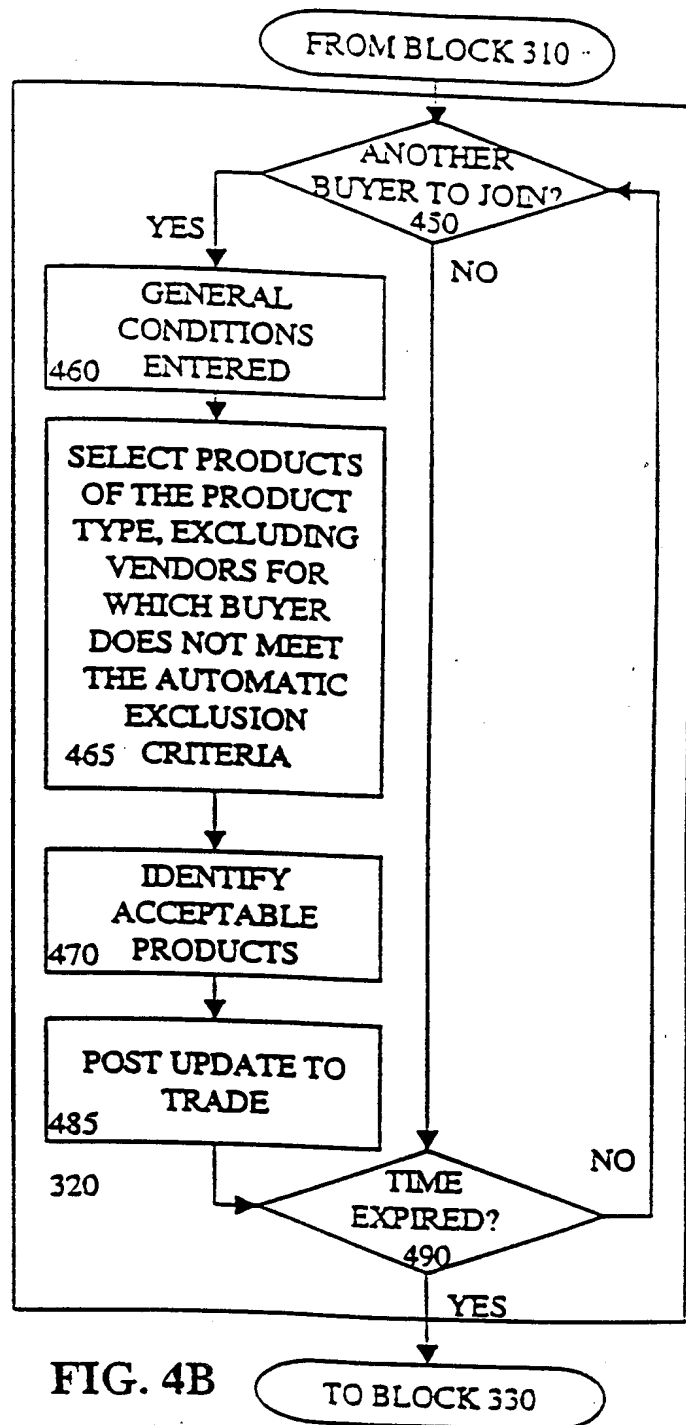 FROM BLOCK 310
ANOTHER
BUYER TO JOIN?
450
YES
NO
GENERAL
CONDITIONS
ENTERED
460
SELECT PRODUCTS
OF THE PRODUCT
TYPE, EXCLUDING
VENDORS FOR
WHICH BUYER
DOES NOT MEET
THE AUTOMATIC
EXCLUSION
CRITERIA
465
IDENTIFY
ACCEPTABLE
PRODUCTS
470
POST UPDATE TO
TRADE
485
320
TIME
EXPIRED?
490
NO
YES
FIG. 4B
TO BLOCK 330